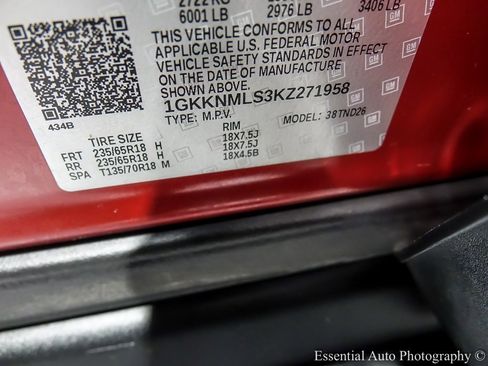 6001 LB 2976 LB 3406 LB
THIS VEHICLE CONFORMS TO ALL
APPLICABLE U.S. FEDERAL MOTOR
VEHICLE SAFETY STANDARDS IN EFFECT
ON THE DATE OF MANUFACTURE SHOWN ABOVE.
1GKKNMLS3KZ271958
TYPE: M.P.V. MODEL: 38TND26
434B
TIRE SIZE RIM
FRT 235/65R18 H 18X7.5J
RR 235/65R18 H 18X7.5J
SPA T135/70R18 M 18X4.5B
GM
Essential Auto Photography ©